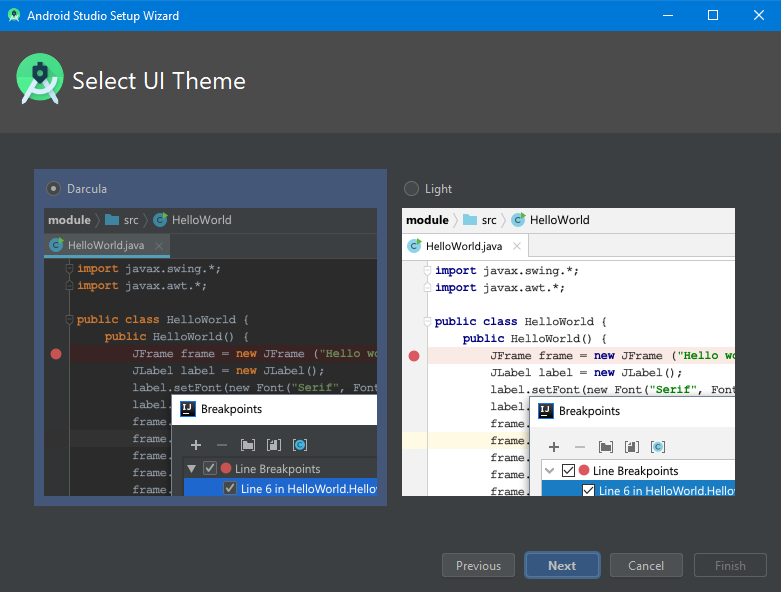 Android Studio Setup Wizard
Select UI Theme
Darcula
module src HelloWorld
HelloWorld.java
import javax.swing.*;
import javax.awt.*;
public class HelloWorld {
public HelloWorld() {
JFrame frame = new JFrame ("Hello wo
JLabel label = new JLabel();
label.setFont(new Font("Serif", Font
label.
frame.
frame.
frame.
frame.
frame.
IJ Breakpoints
Line Breakpoints
Line 6 in HelloWorld.Hello
Light
module src HelloWorld
HelloWorld.java
import javax.swing.*;
import javax.awt.*;
public class HelloWorld {
public HelloWorld() {
JFrame frame = new JFrame ("Hello wo
JLabel label = new JLabel();
label.setFont(new Font("Serif", Font
label.
frame.
frame.
frame.
frame.
frame.
IJ Breakpoints
Line Breakpoints
Line 6 in HelloWorld.Hello
Previous Next Cancel Finish